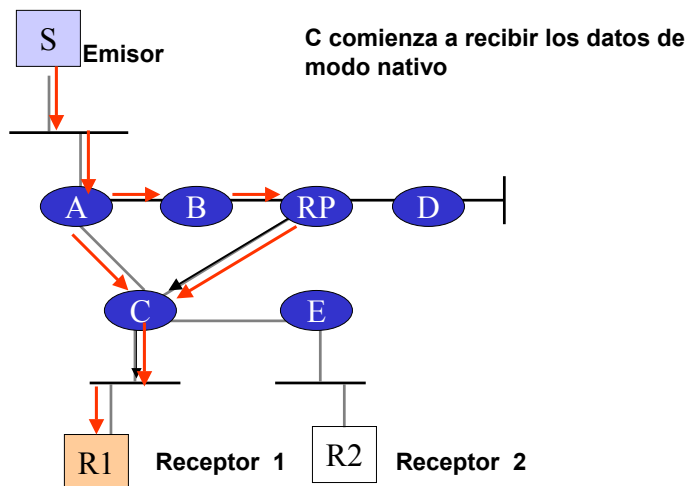 S
Emisor
C comienza a recibir los datos de
modo nativo
A
B
RP
D
C
E
R1
Receptor 1
R2
Receptor 2